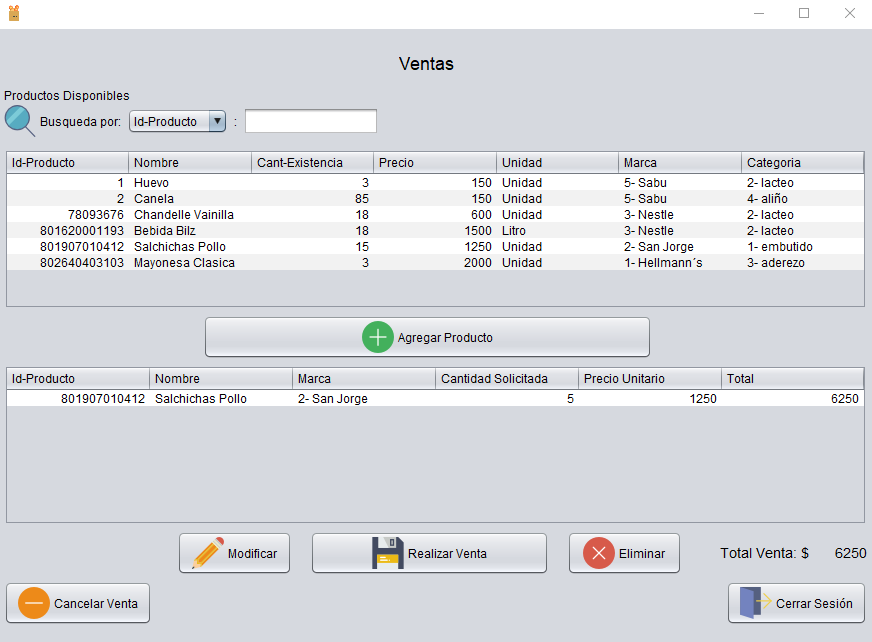 Ventas
Productos Disponibles
Busqueda por: Id-Producto :
Id-Producto Nombre Cant-Existencia Precio Unidad Marca Categoria
1 Huevo 3 150 Unidad 5- Sabu 2- lacteo
2 Canela 85 150 Unidad 5- Sabu 4- aliño
78093676 Chandelle Vainilla 18 600 Unidad 3- Nestle 2- lacteo
801620001193 Bebida Bilz 18 1500 Litro 3- Nestle 2- lacteo
801907010412 Salchichas Pollo 15 1250 Unidad 2- San Jorge 1- embutido
802640403103 Mayonesa Clasica 3 2000 Unidad 1- Hellmann´s 3- aderezo
Agregar Producto
Id-Producto Nombre Marca Cantidad Solicitada Precio Unitario Total
801907010412 Salchichas Pollo 2- San Jorge 5 1250 6250
Modificar Realizar Venta Eliminar Total Venta: $ 6250
Cancelar Venta Cerrar Sesión